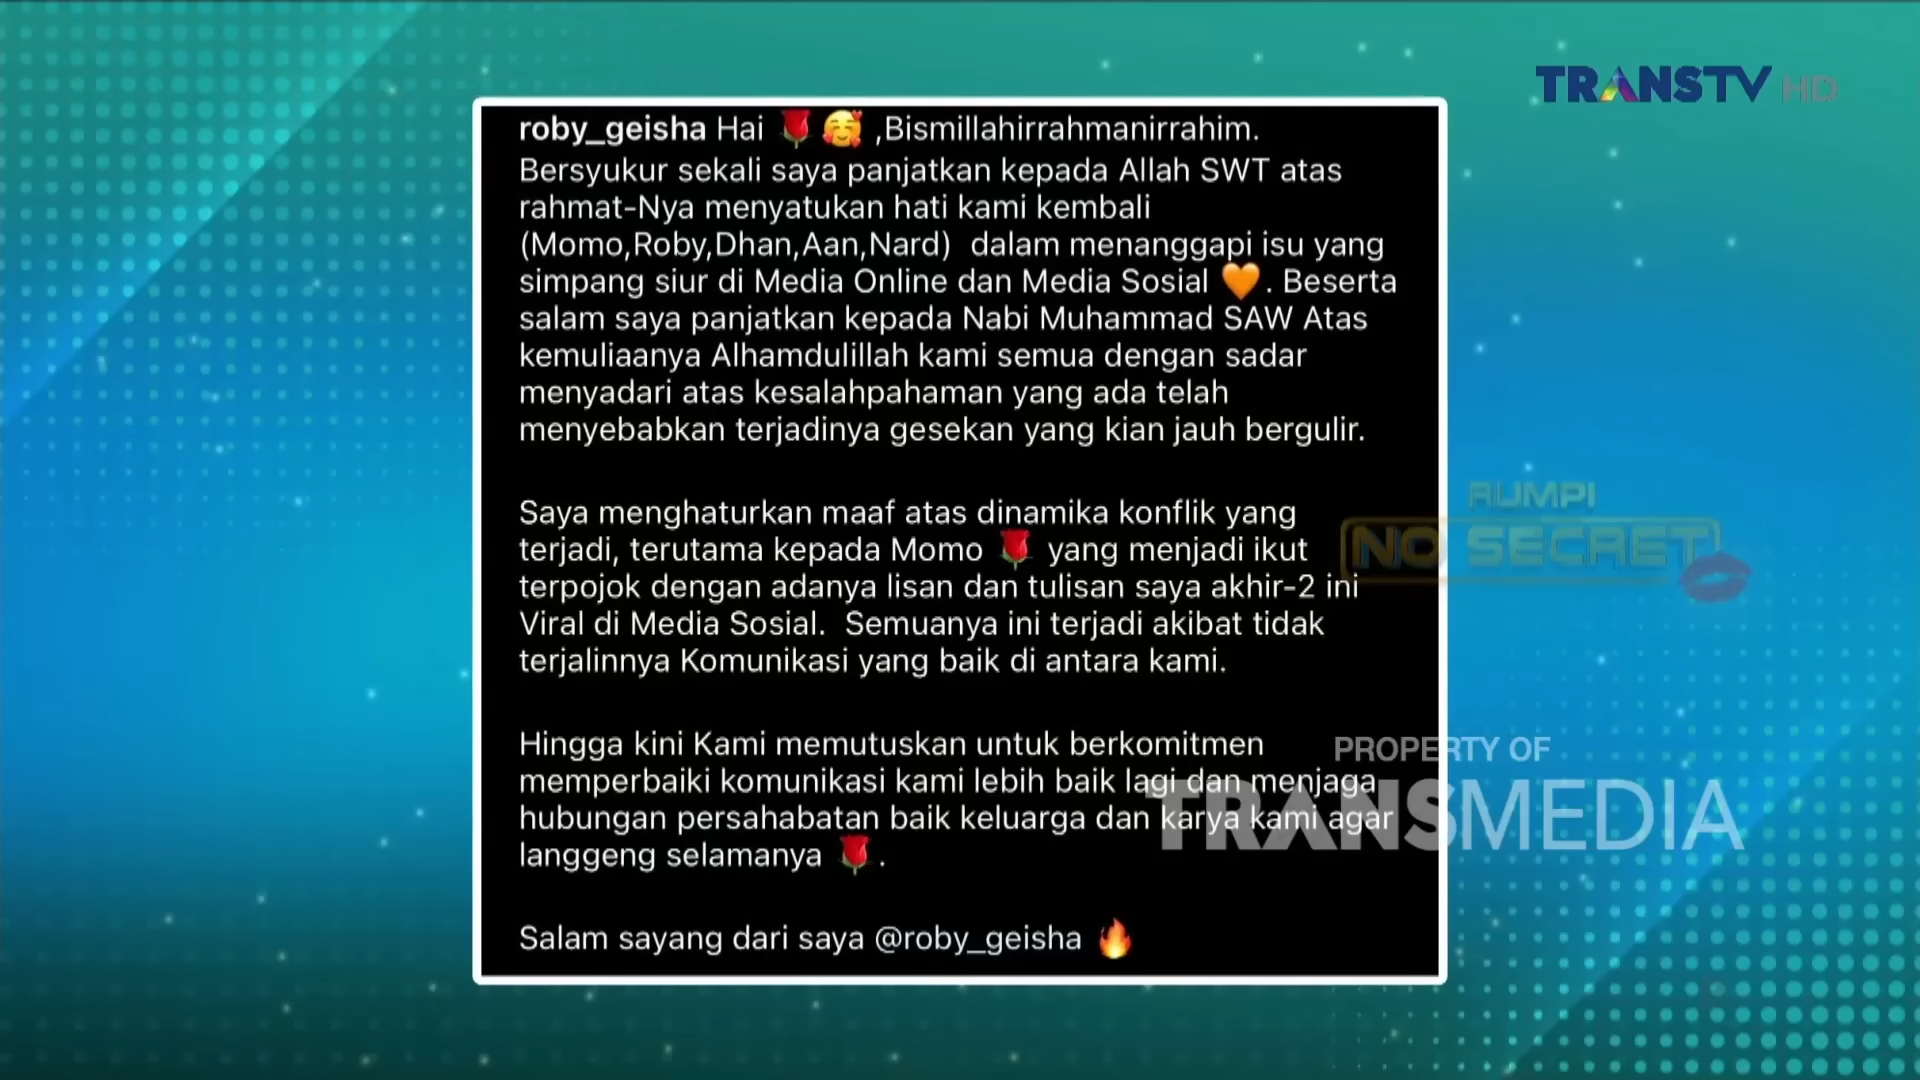 TRANSTV HD
roby_geisha Hai 🌹🥰 ,Bismillahirrahmanirrahim.
Bersyukur sekali saya panjatkan kepada Allah SWT atas
rahmat-Nya menyatukan hati kami kembali
(Momo,Roby,Dhan,Aan,Nard)  dalam menanggapi isu yang
simpang siur di Media Online dan Media Sosial 🧡. Beserta
salam saya panjatkan kepada Nabi Muhammad SAW Atas
kemuliaanya Alhamdulillah kami semua dengan sadar
menyadari atas kesalahpahaman yang ada telah
menyebabkan terjadinya gesekan yang kian jauh bergulir.
Saya menghaturkan maaf atas dinamika konflik yang
terjadi, terutama kepada Momo 🌹 yang menjadi ikut
terpojok dengan adanya lisan dan tulisan saya akhir-2 ini
Viral di Media Sosial.  Semuanya ini terjadi akibat tidak
terjalinnya Komunikasi yang baik di antara kami.
Hingga kini Kami memutuskan untuk berkomitmen
memperbaiki komunikasi kami lebih baik lagi dan menjaga
hubungan persahabatan baik keluarga dan karya kami agar
langgeng selamanya 🌹.
Salam sayang dari saya @roby_geisha 🔥
RUMPI
NO SECRET
PROPERTY OF
TRANSMEDIA